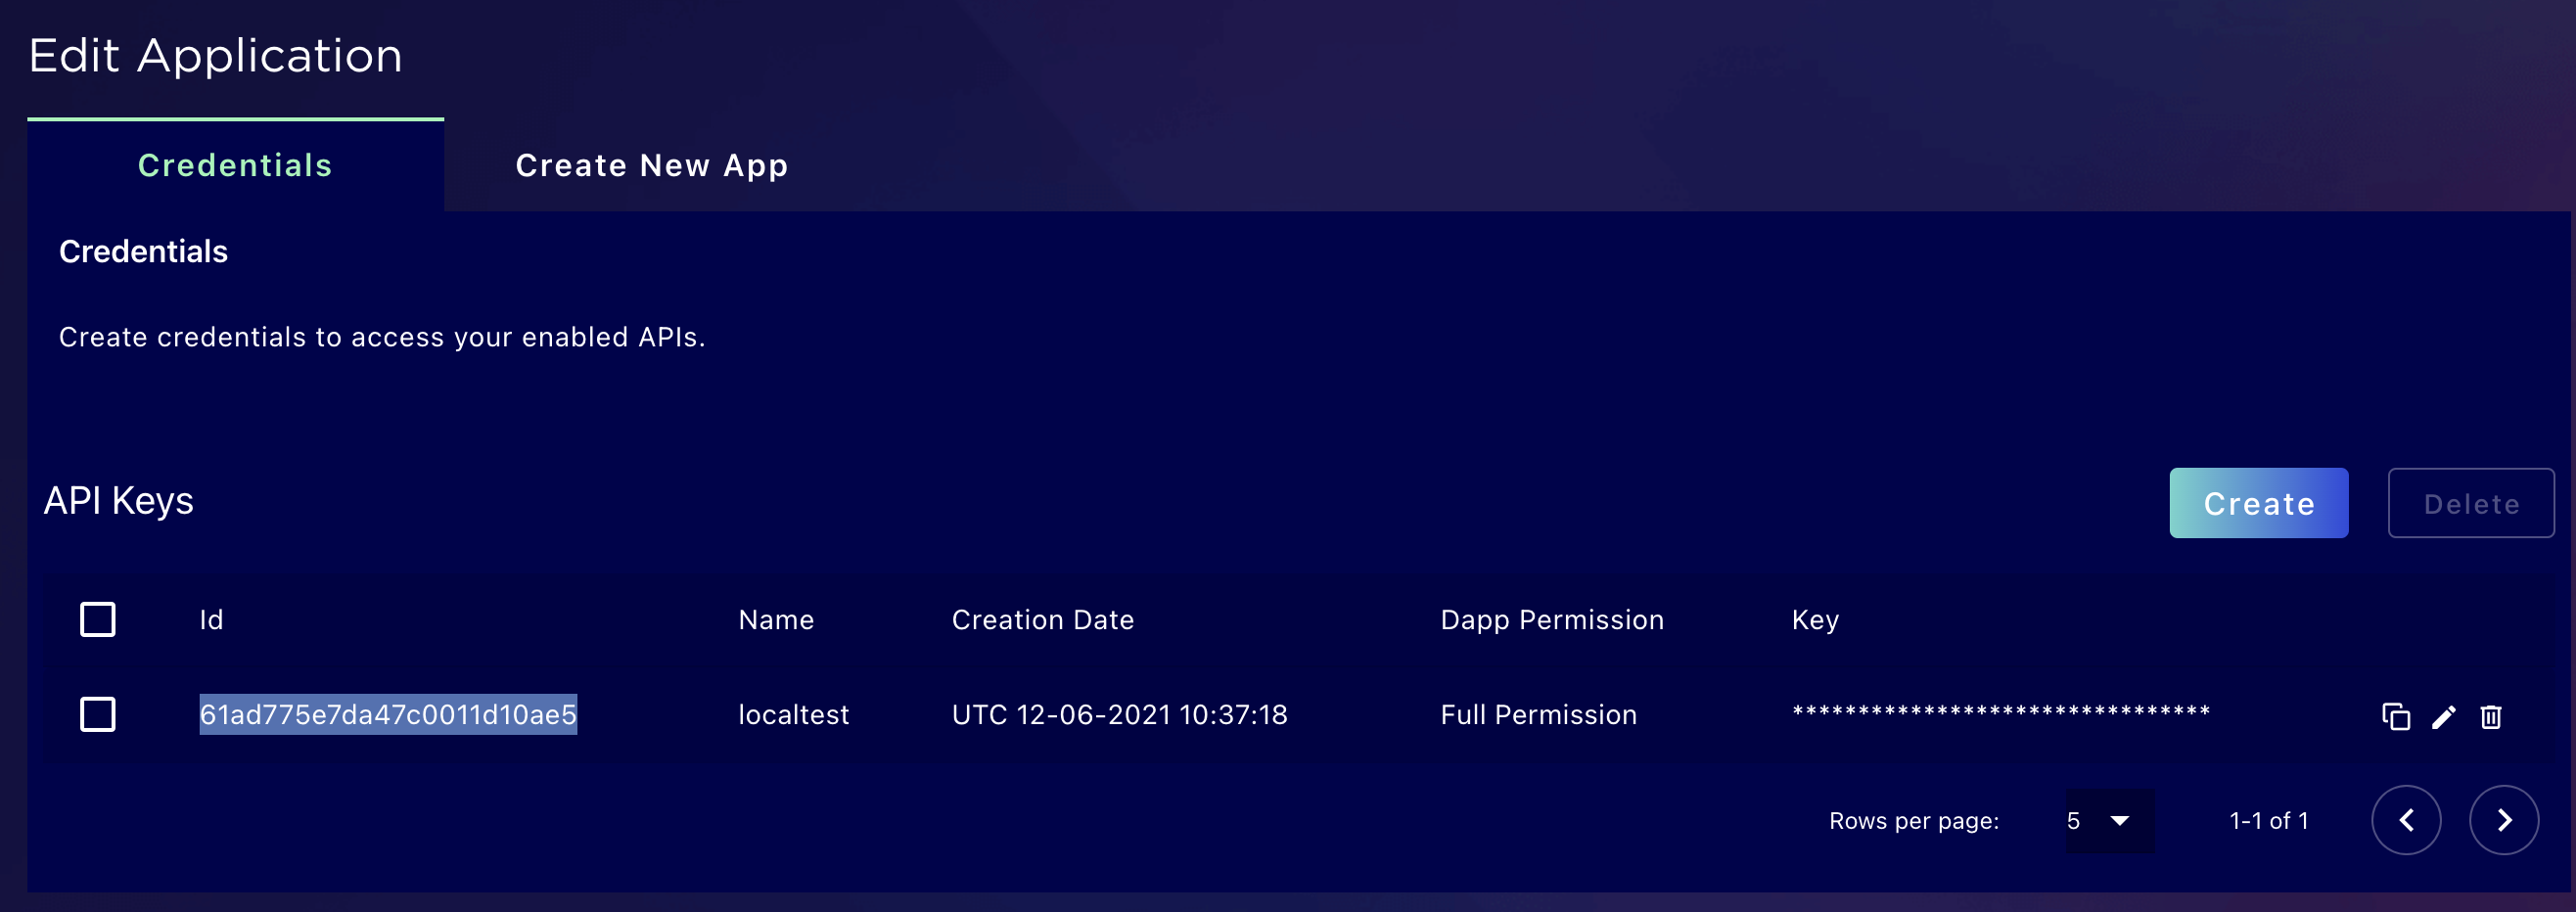 Edit Application
Credentials Create New App
Credentials
Create credentials to access your enabled APIs.
API Keys Create Delete
Id Name Creation Date Dapp Permission Key
61ad775e7da47c0011d10ae5 localtest UTC 12-06-2021 10:37:18 Full Permission ********************************
Rows per page: 5 1-1 of 1